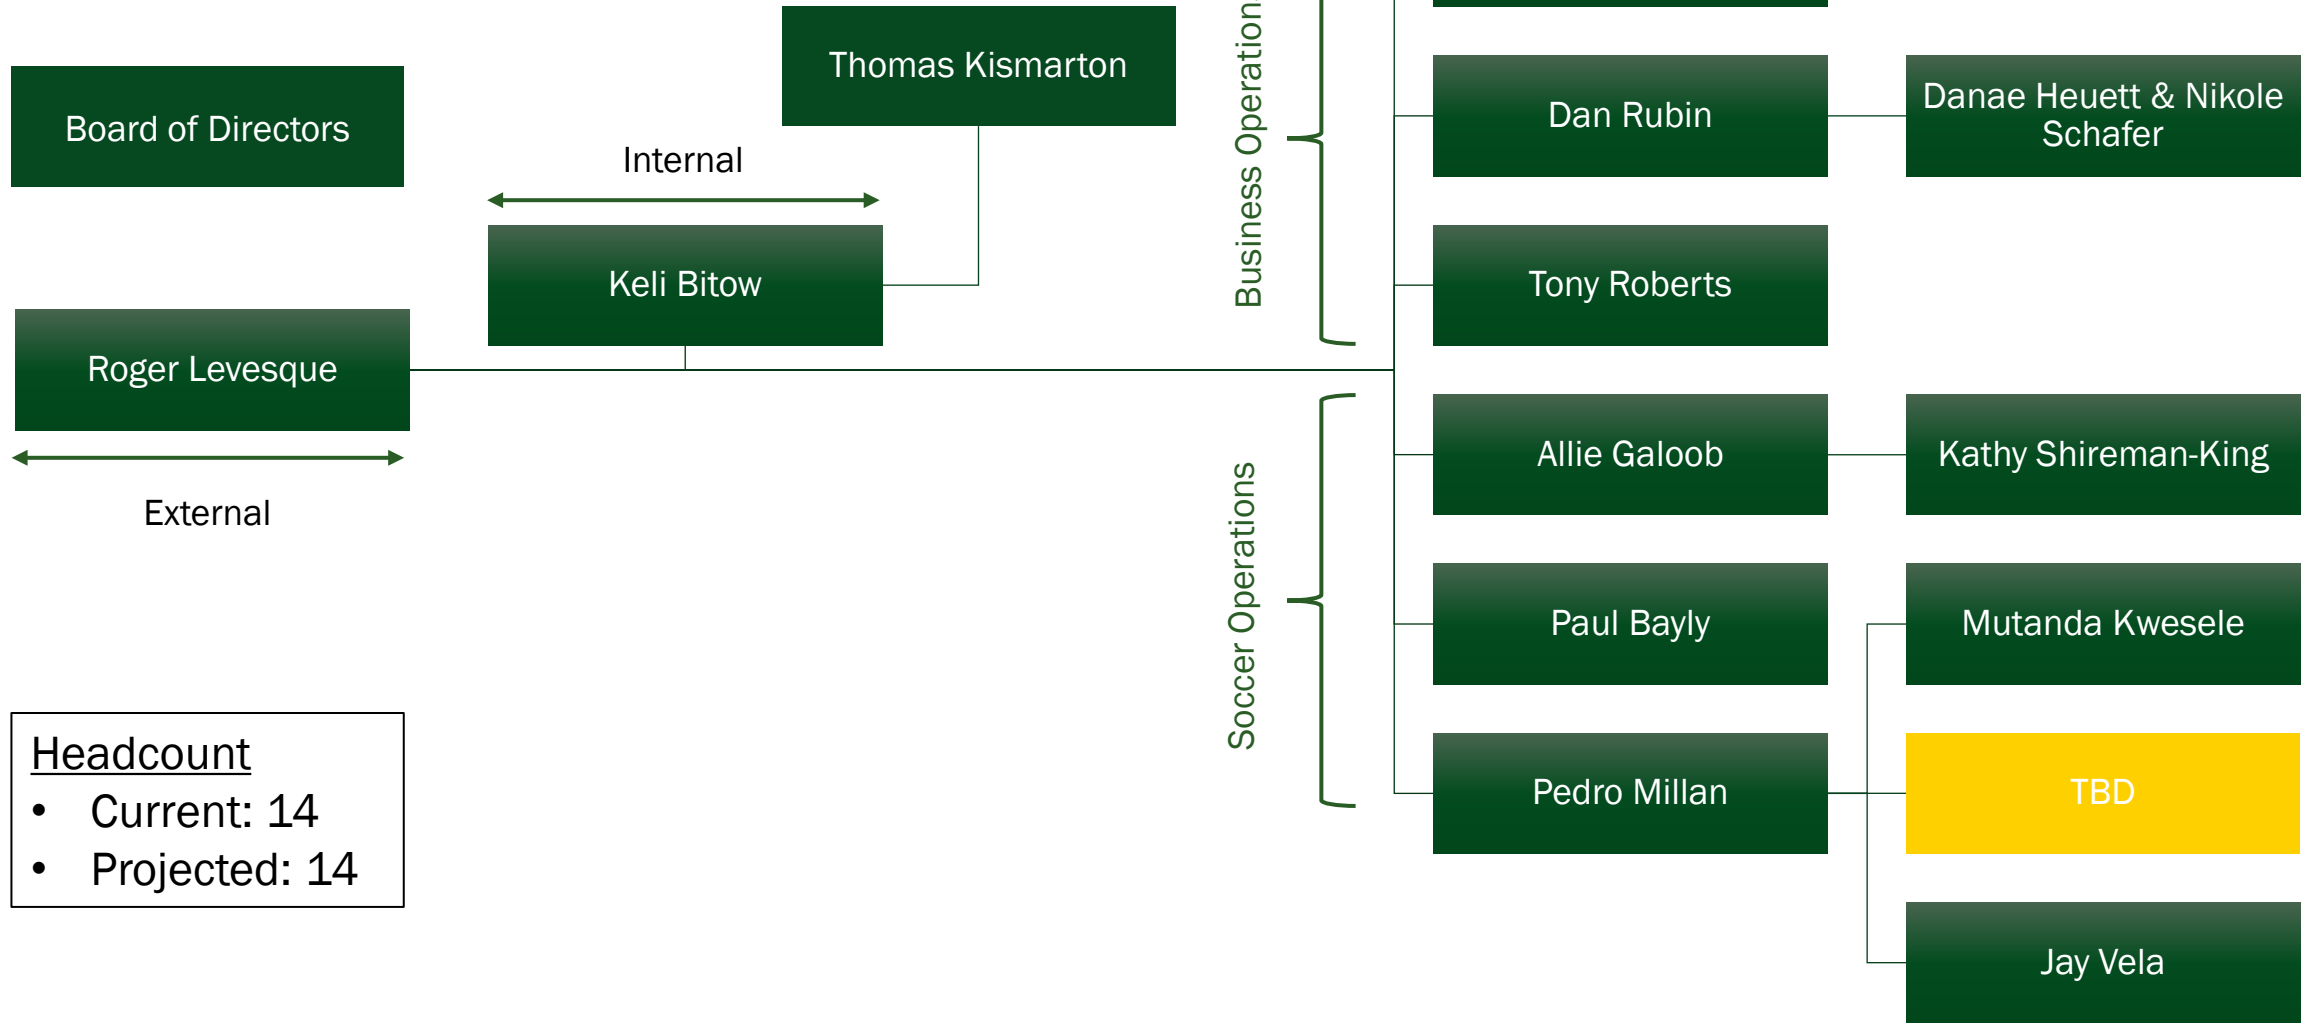 Board of Directors
Roger Levesque
External
Headcount
• Current: 14
• Projected: 14
Internal
Keli Bitow
Thomas Kismarton
Business
Soccer Operations
Dan Rubin
Danae Heuett & Nikole
Schafer
Tony Roberts
Allie Galoob
Kathy Shireman-King
Paul Bayly
Mutanda Kwesele
Pedro Millan
TBD
Jay Vela